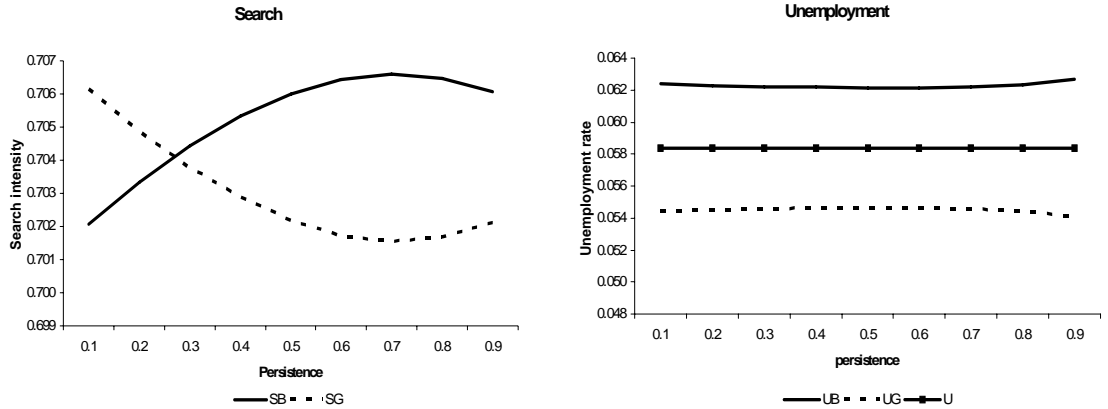 Search
0.707
0.706
0.705
0.704
0.703
0.702
0.701
0.700
0.699
Search intensity
0.1 0.2 0.3 0.4 0.5 0.6 0.7 0.8 0.9
Persistence
SB SG
Unemployment
0.064
0.062
0.060
0.058
0.056
0.054
0.052
0.050
0.048
Unemployment rate
0.1 0.2 0.3 0.4 0.5 0.6 0.7 0.8 0.9
persistence
UB UG U